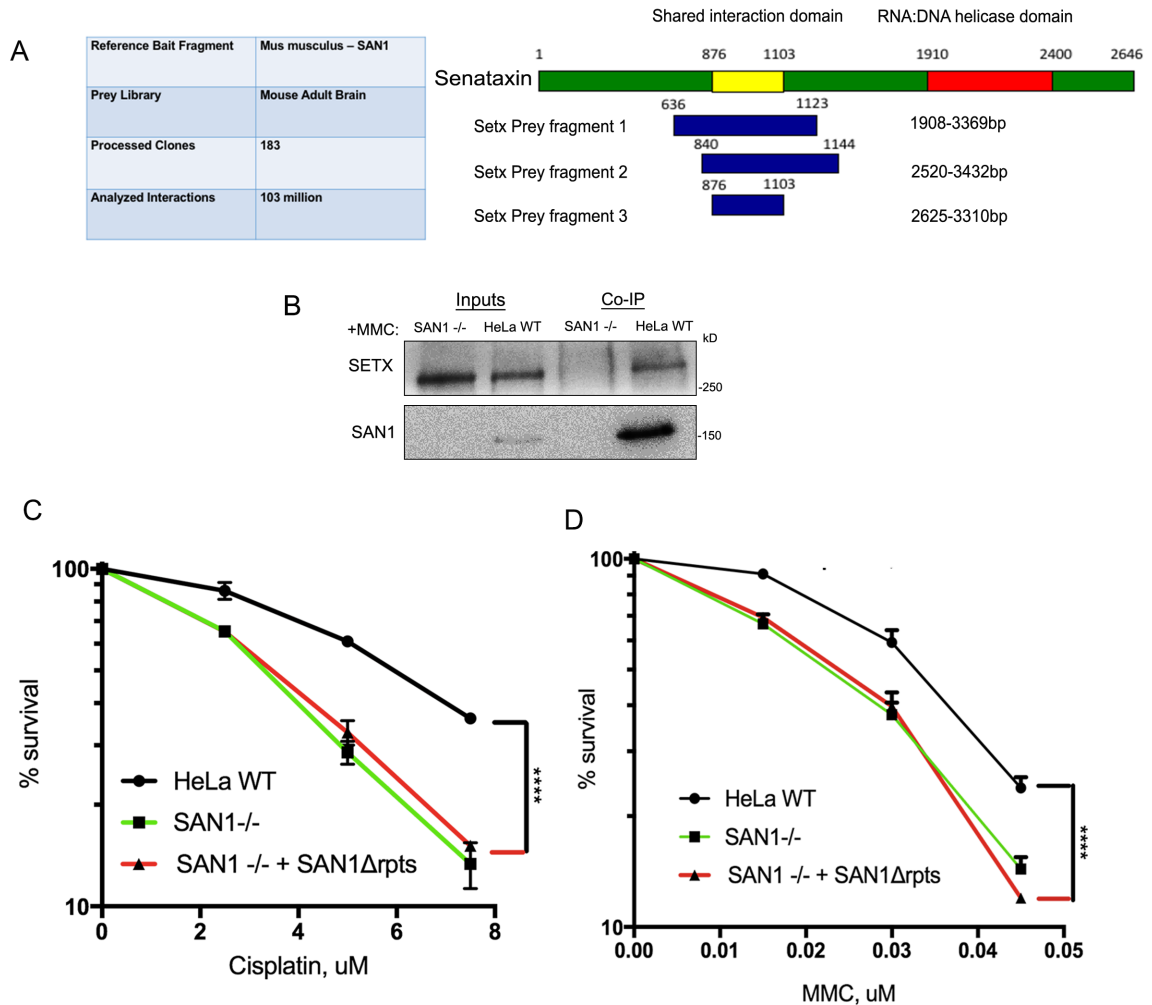 A
Reference Bait Fragment Mus musculus – SAN1
Prey Library Mouse Adult Brain
Processed Clones 183
Analyzed Interactions 103 million
Shared interaction domain RNA:DNA helicase domain
1 876 1103 1910 2400 2646
Senataxin
636 1123
Setx Prey fragment 1 1908-3369bp
840 1144
Setx Prey fragment 2 2520-3432bp
876 1103
Setx Prey fragment 3 2625-3310bp
B
Inputs Co-IP
+MMC: SAN1 -/- HeLa WT SAN1 -/- HeLa WT
kD
SETX
-250
SAN1
-150
C
100
10
% survival
HeLa WT
SAN1-/-
SAN1 -/- + SAN1Δrpts
****
0 2 4 6 8
Cisplatin, uM
D
100
10
% survival
HeLa WT
SAN1-/-
SAN1 -/- + SAN1Δrpts
****
0.00 0.01 0.02 0.03 0.04 0.05
MMC, uM